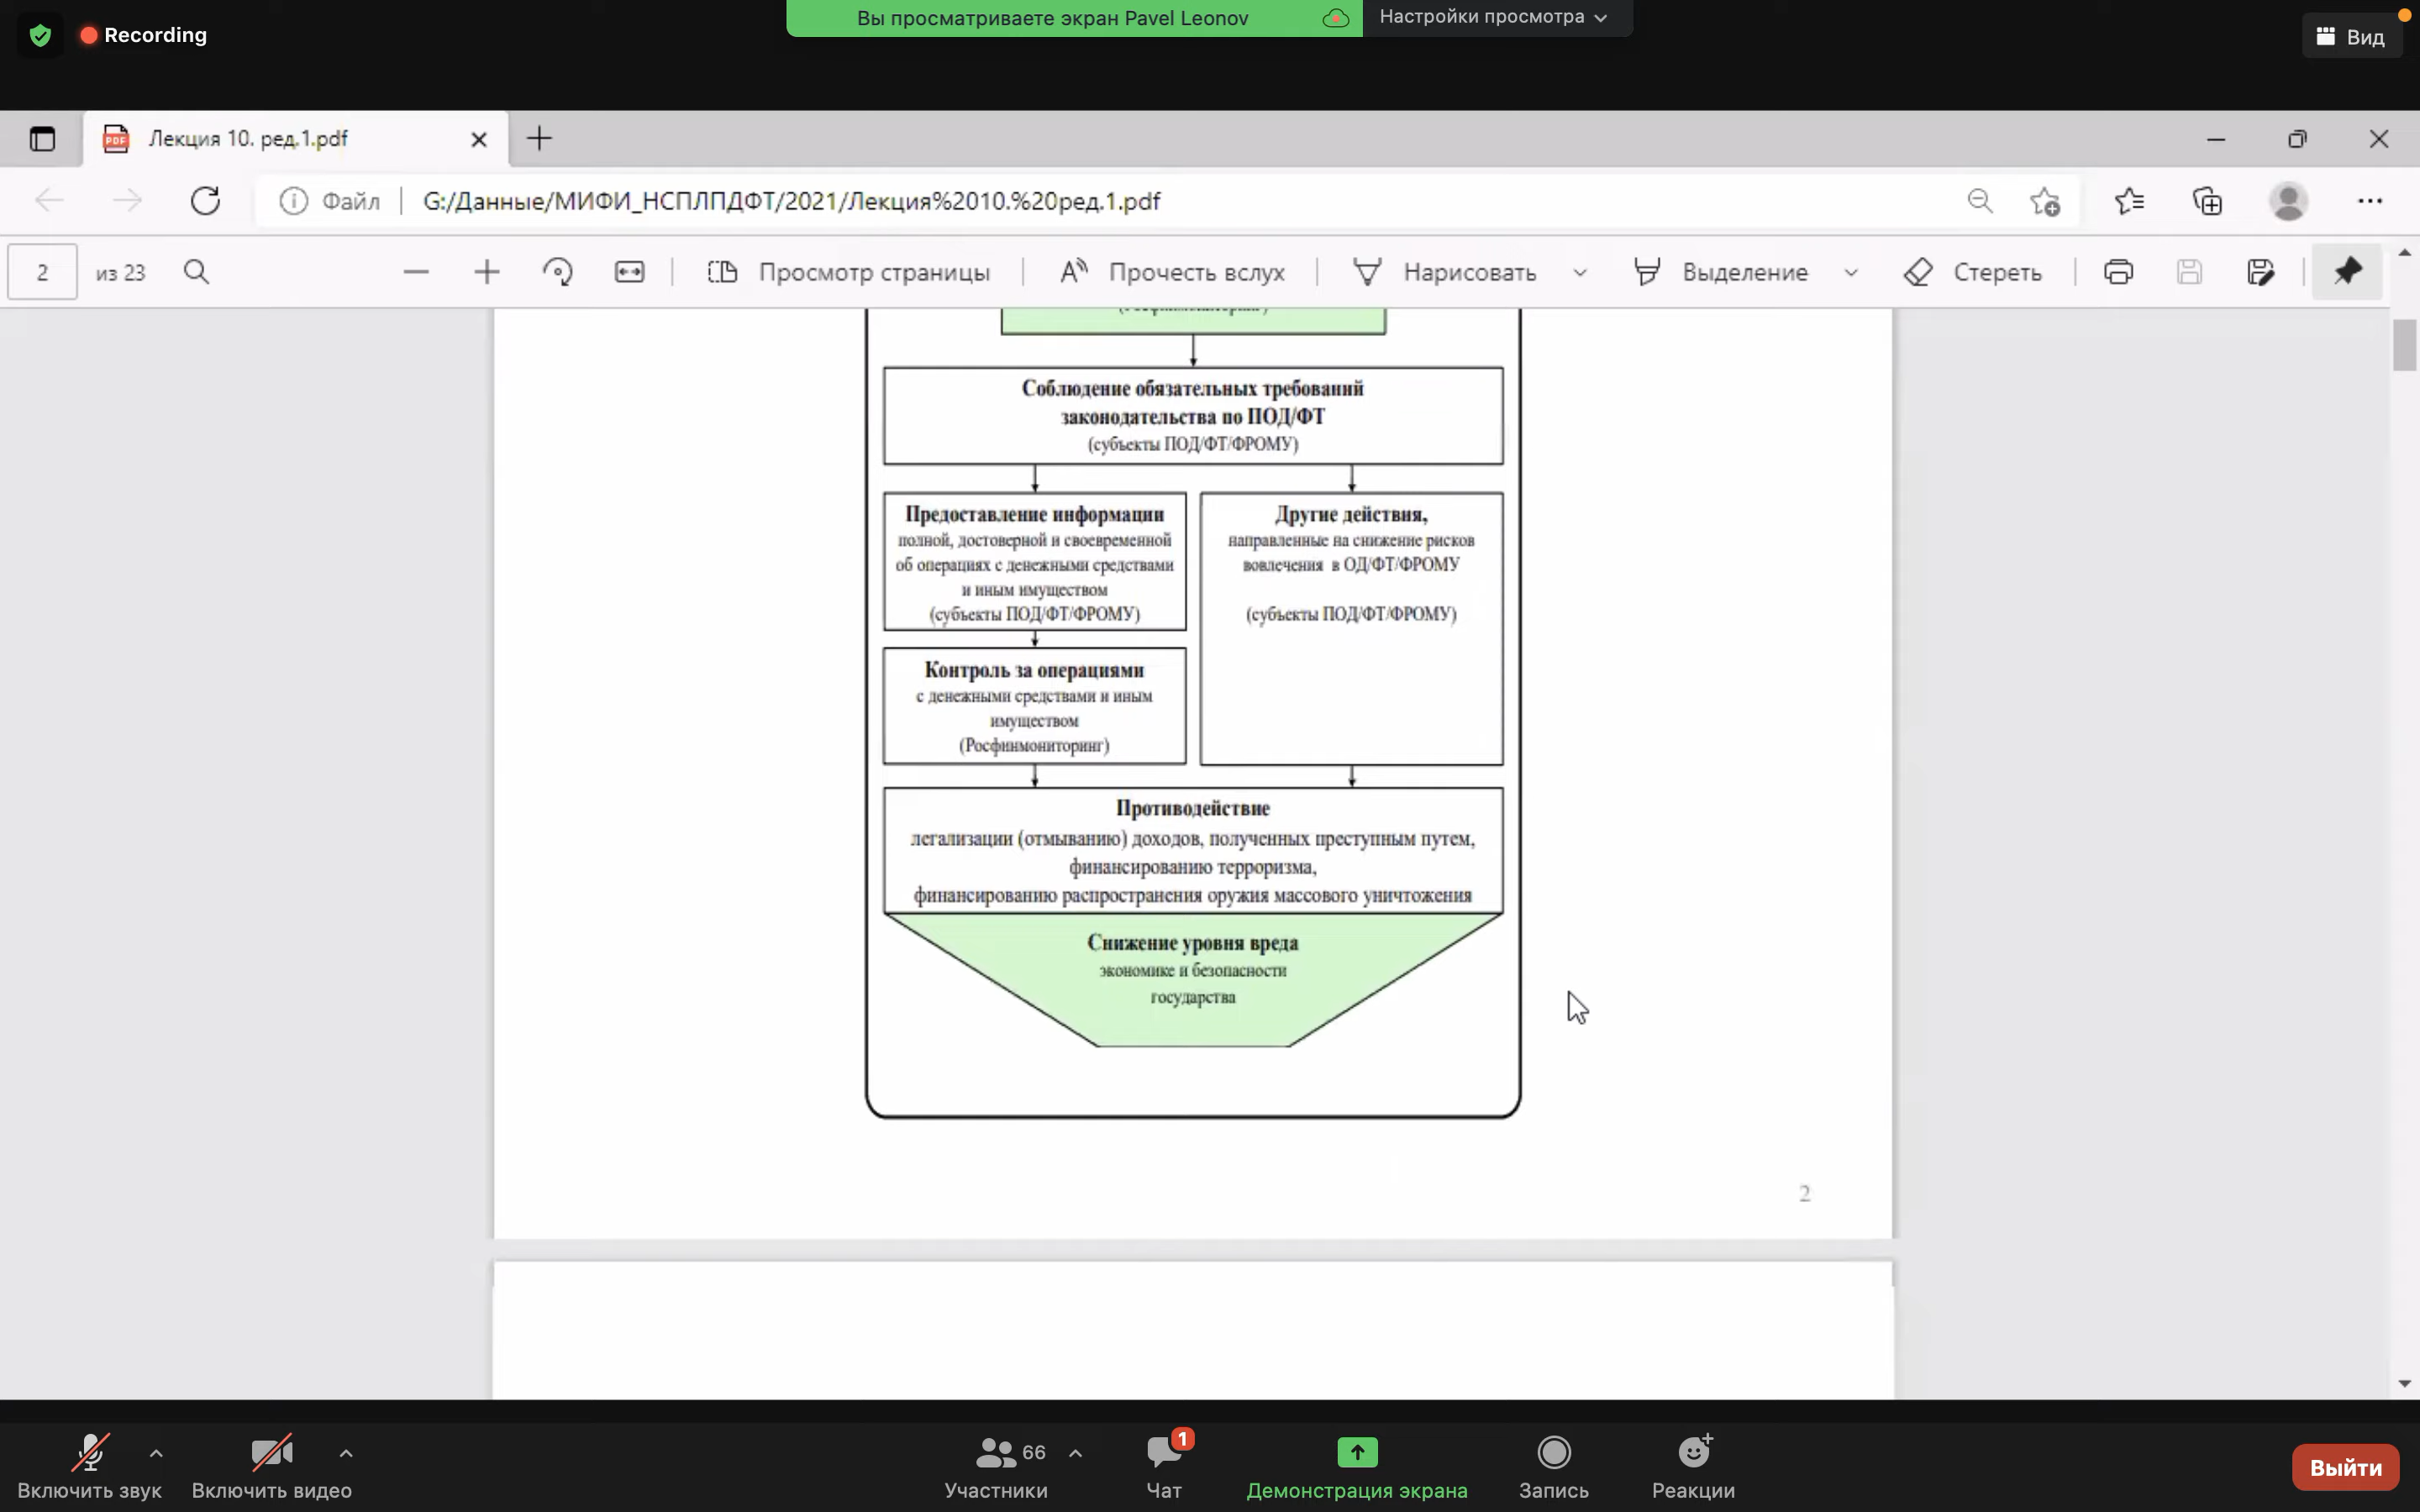 Recording
Вы просматриваете экран Pavel Leonov
Настройки просмотра
Вид
Лекция 10. ред.1.pdf
Файл
G:/Данные/МИФИ_НСПЛПДФТ/2021/Лекция%2010.%20ред.1.pdf
2 из 23
Просмотр страницы
Прочесть вслух
Нарисовать
Выделение
Стереть
Соблюдение обязательных требований
законодательства по ПОД/ФТ
(субъекты ПОД/ФТ/ФРОМУ)
Предоставление информации
полной, достоверной и своевременной
об операциях с денежными средствами
и иным имуществом
(субъекты ПОД/ФТ/ФРОМУ)
Другие действия,
направленные на снижение рисков
вовлечения в ОД/ФТ/ФРОМУ
(субъекты ПОД/ФТ/ФРОМУ)
Контроль за операциями
с денежными средствами и иным
имуществом
(Росфинмониторинг)
Противодействие
легализации (отмыванию) доходов, полученных преступным путем,
финансированию терроризма,
финансированию распространения оружия массового уничтожения
Снижение уровня вреда
экономике и безопасности
государства
2
Включить звук
Включить видео
66
Участники
1
Чат
Демонстрация экрана
Запись
Реакции
Выйти